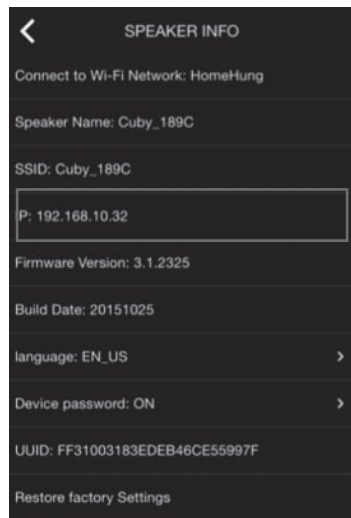 SPEAKER INFO
Connect to Wi-Fi Network: HomeHung
Speaker Name: Cuby_189C
SSID: Cuby_189C
P: 192.168.10.32
Firmware Version: 3.1.2325
Build Date: 20151025
language: EN_US
Device password: ON
UUID: FF31003183EDEB46CE55997F
Restore factory Settings